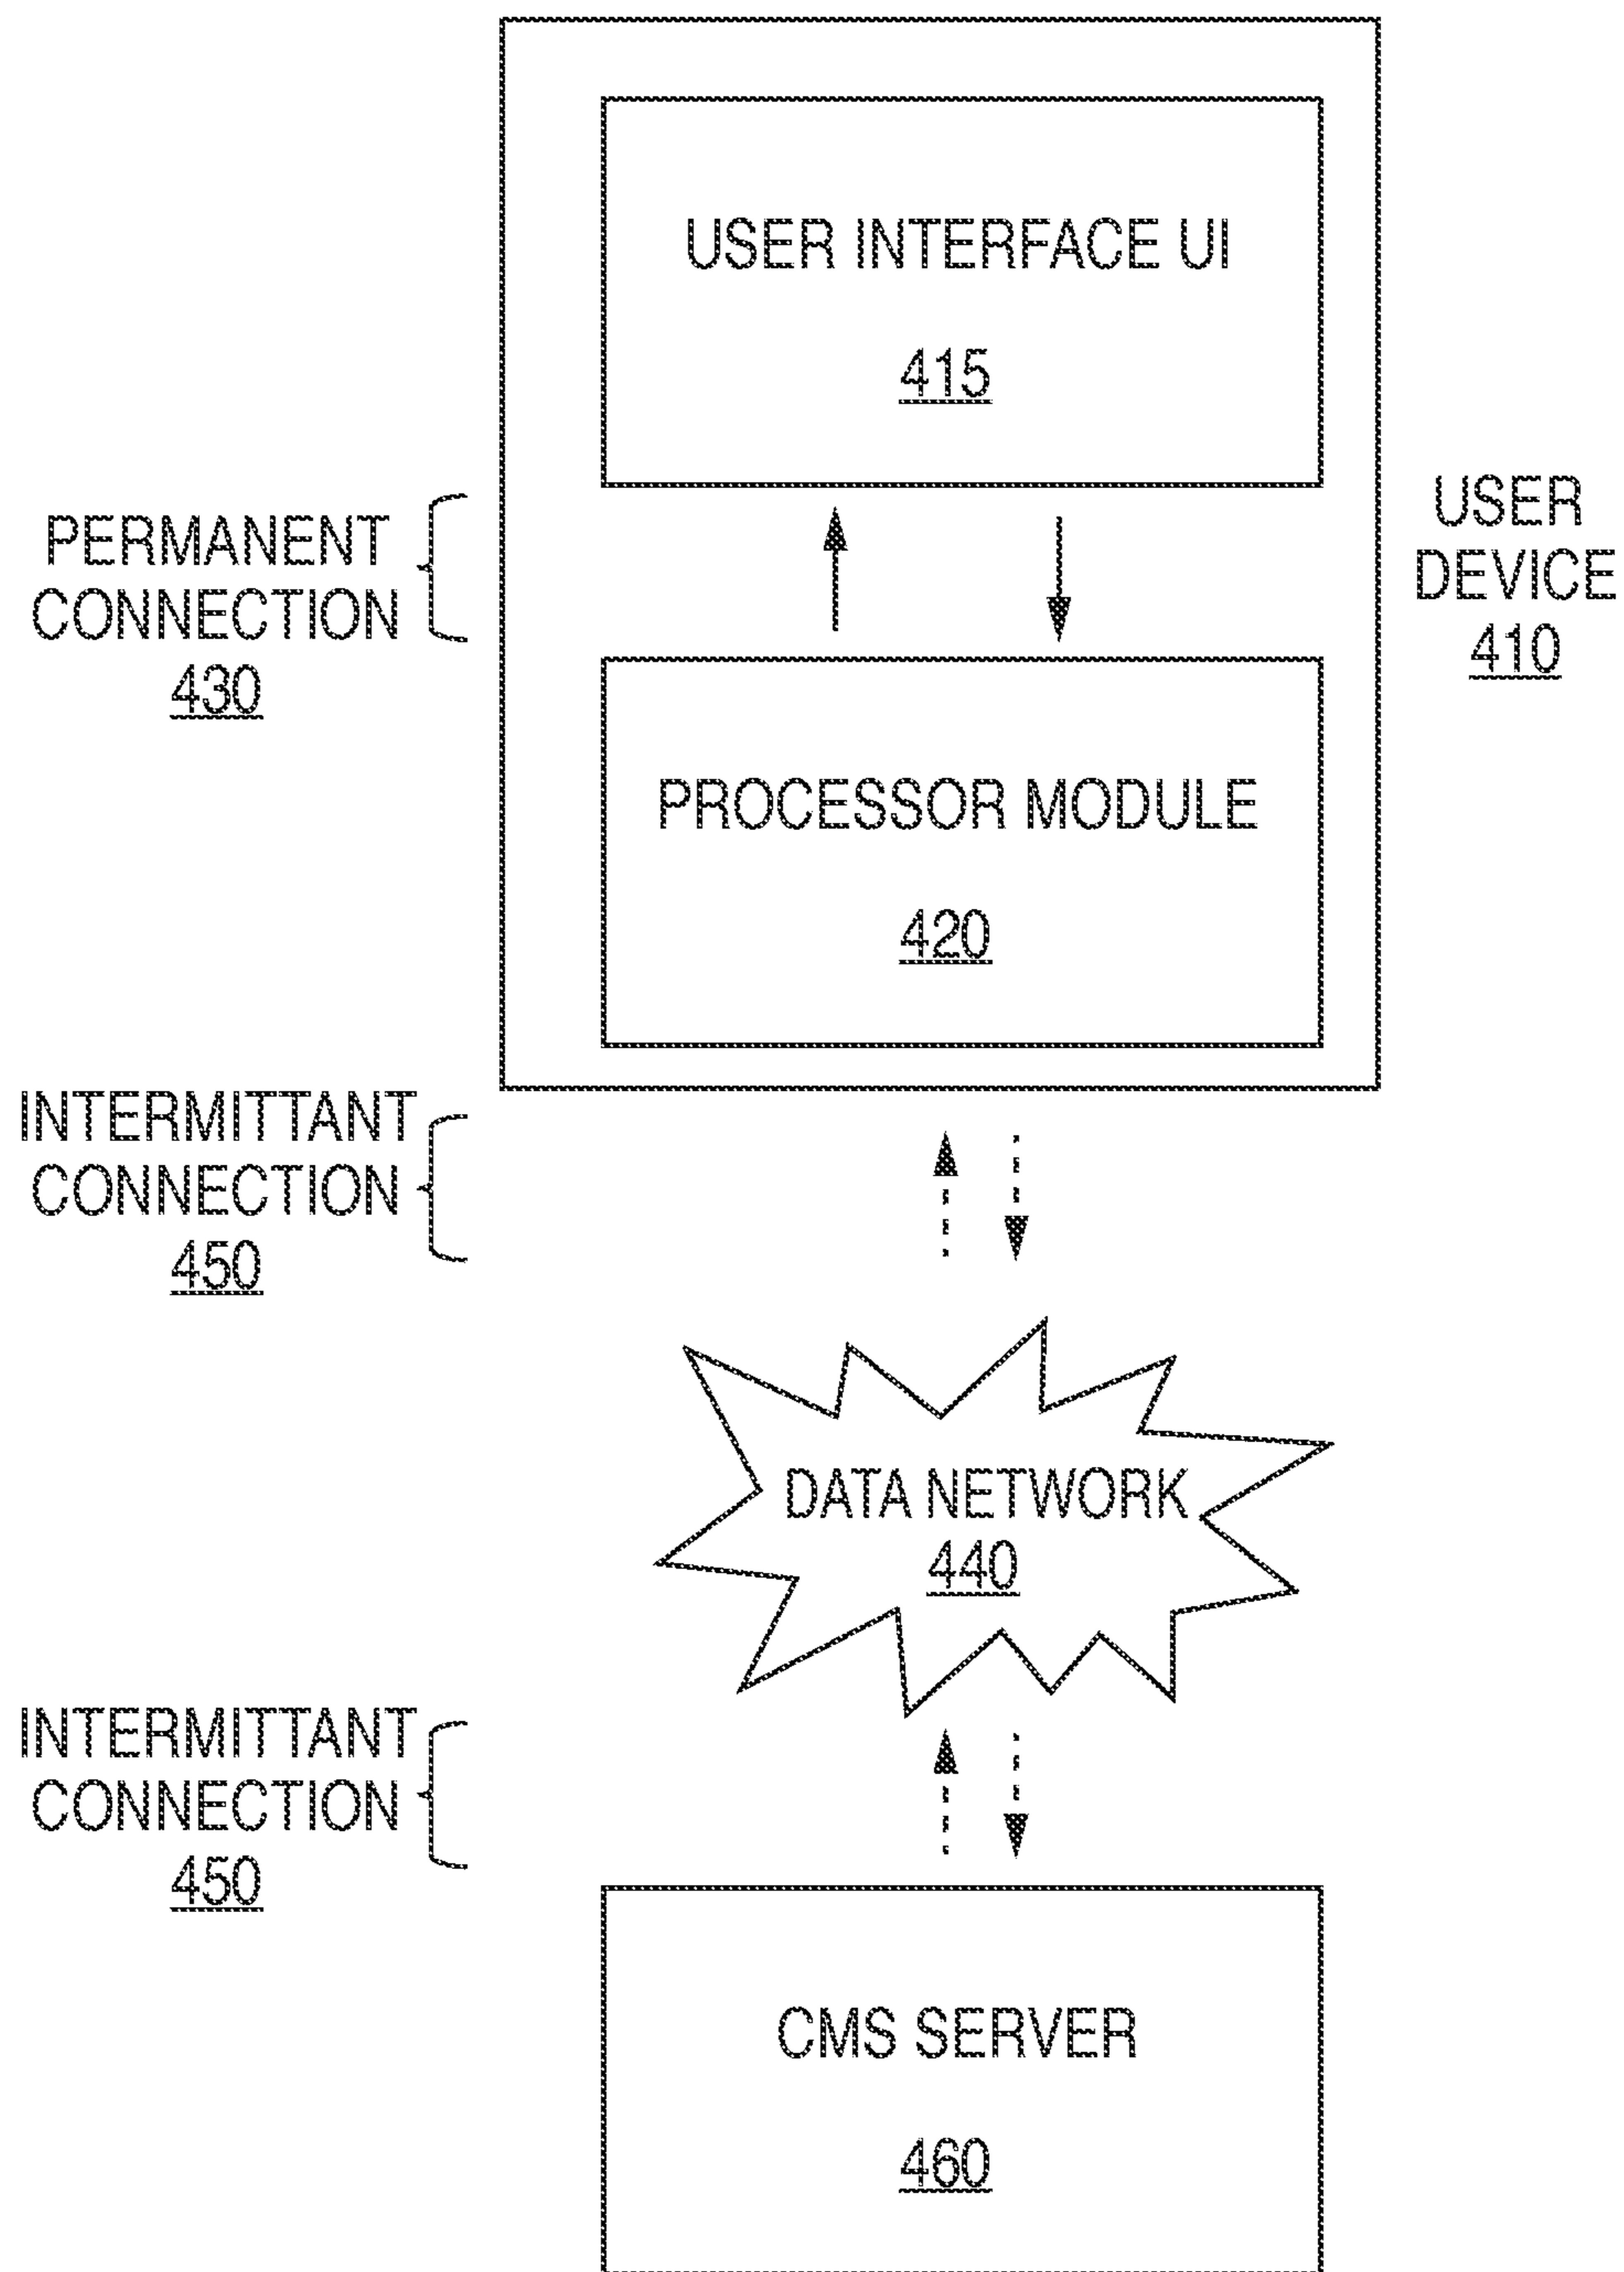 USER INTERFACE UI
415
PERMANENT
CONNECTION
430
USER
DEVICE
410
PROCESSOR MODULE
420
INTERMITTANT
CONNECTION
450
DATA NETWORK
440
INTERMITTANT
CONNECTION
450
CMS SERVER
460